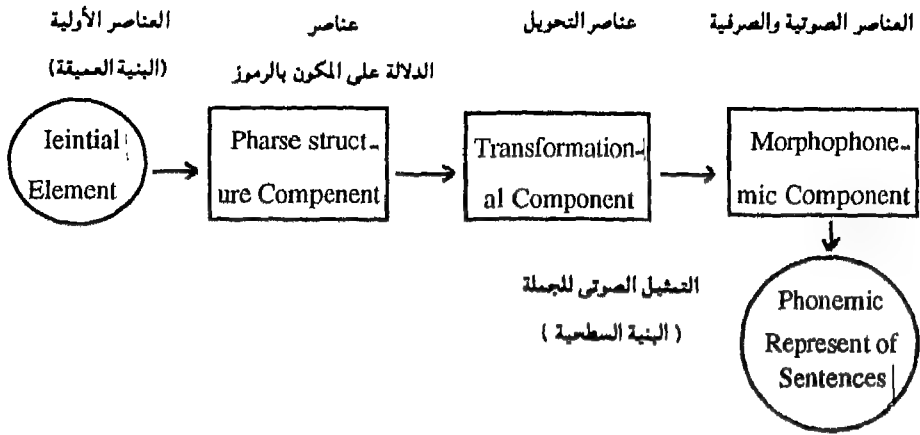 العناصر الأولية
(البنية العميقة)
عناصر
الدلالة على المكون بالرموز
عناصر التحويل
العناصر الصوتية والصرفية
Ieintial
Element
Pharse struct-
ure Compenent
Transformation-
al Component
Morphophone-
mic Component
التمثيل الصوتى للجملة
( البنية السطحية )
Phonemic
Represent of
Sentences